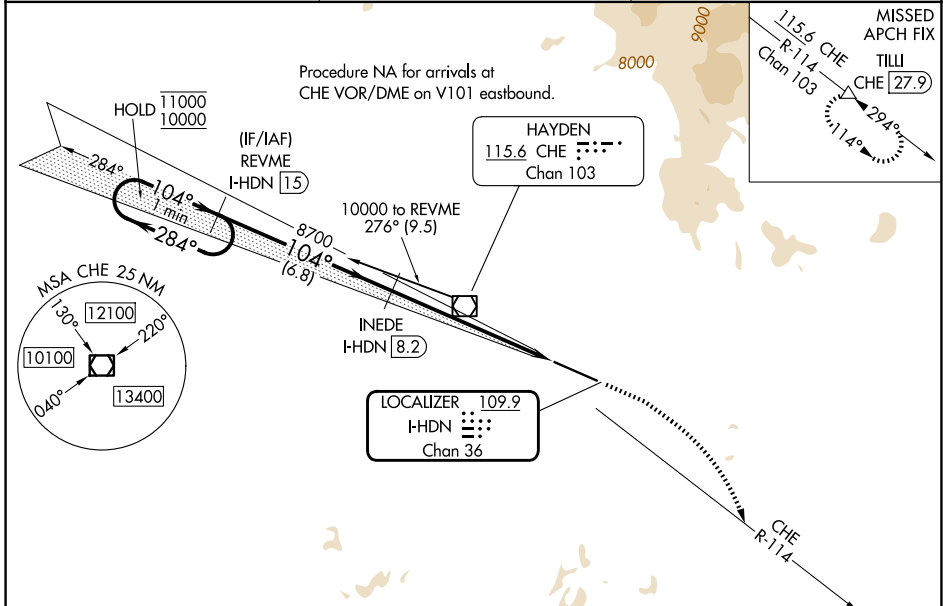 MISSED
APCH FIX
TILLI
CHE 27.9
115.6 CHE
R-114
Chan 103
294°
114°
9000
8000
Procedure NA for arrivals at
CHE VOR/DME on V101 eastbound.
HOLD 11000
10000
(IF/IAF)
REVME
I-HDN 15
HAYDEN
115.6 CHE
Chan 103
284°
104°
1 min
284°
10000 to REVME
276° (9.5)
8700
104°
(6.8)
INEDE
I-HDN 8.2
MSA CHE 25 NM
130°
12100
220°
10100
040°
13400
LOCALIZER 109.9
I-HDN
Chan 36
CHE
R-114